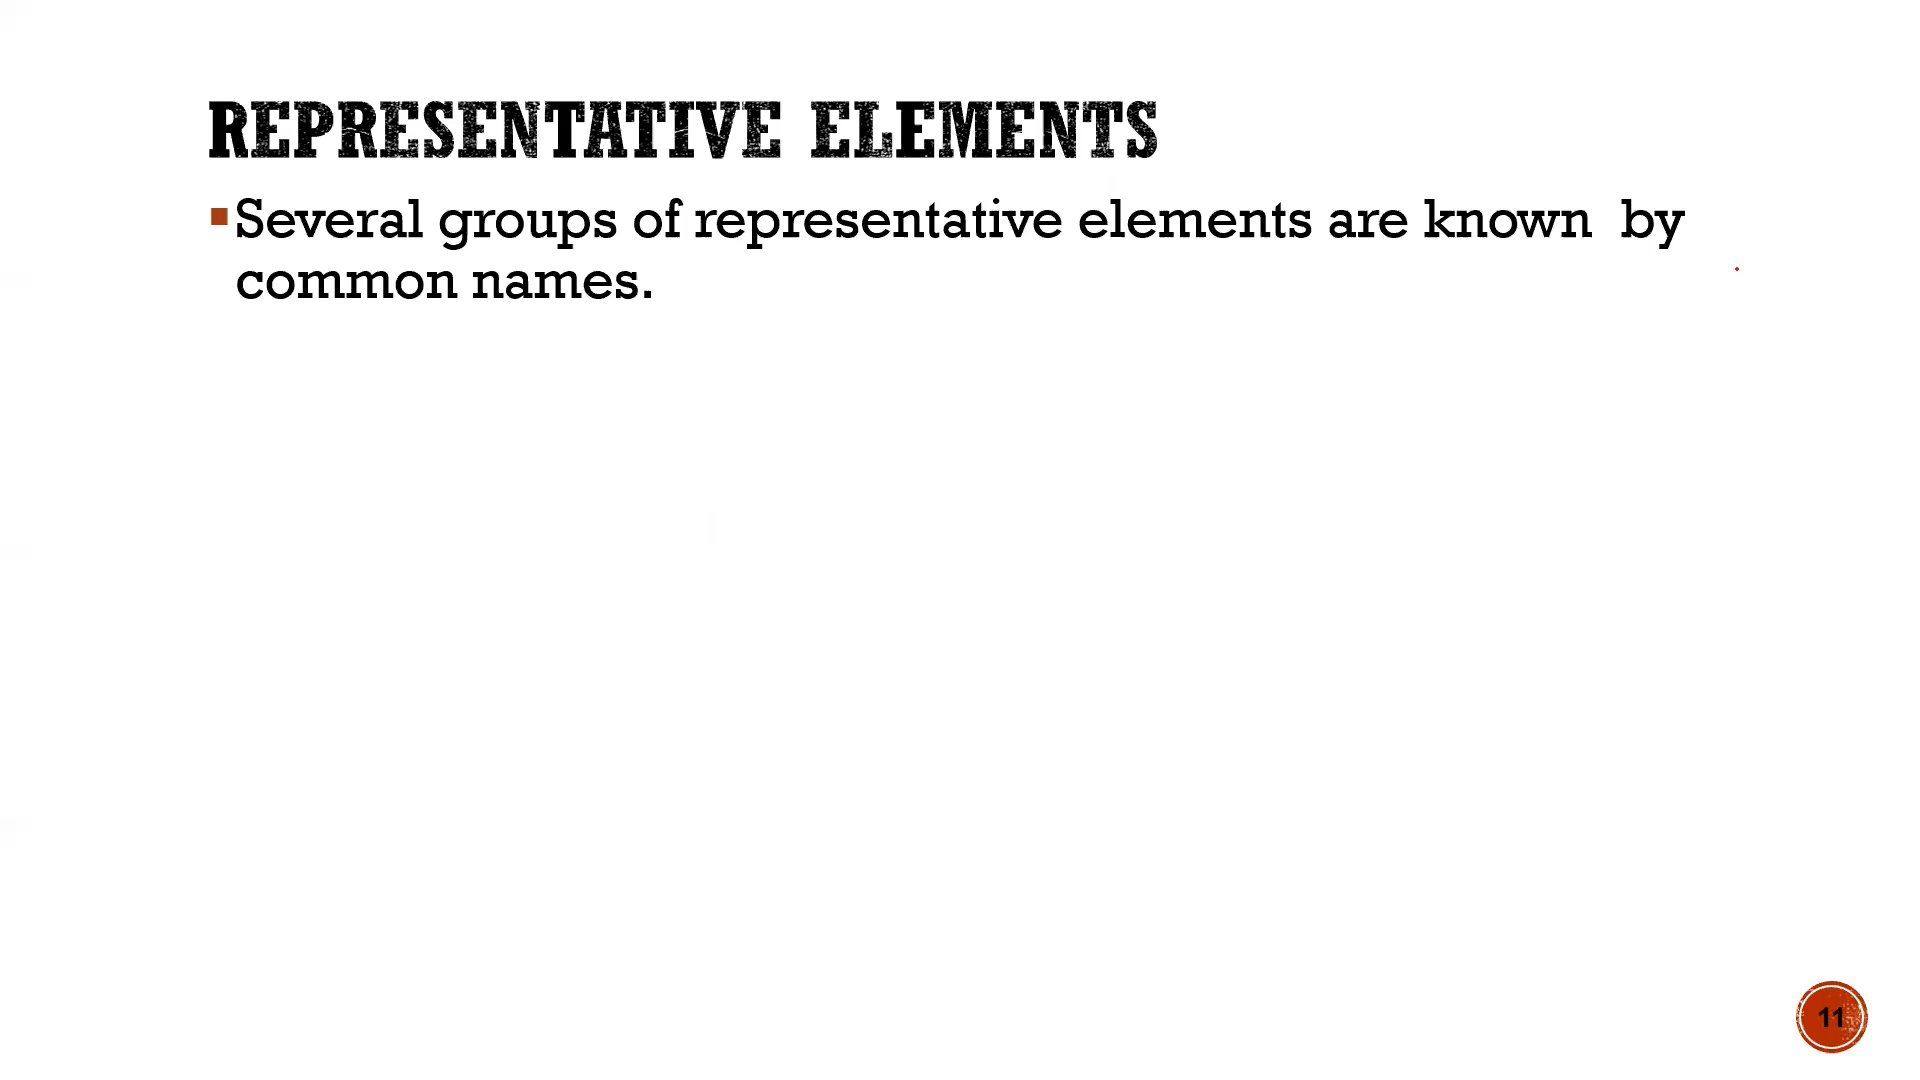 REPRESENTATIVE ELEMENTS
▪Several groups of representative elements are known by
common names.
11